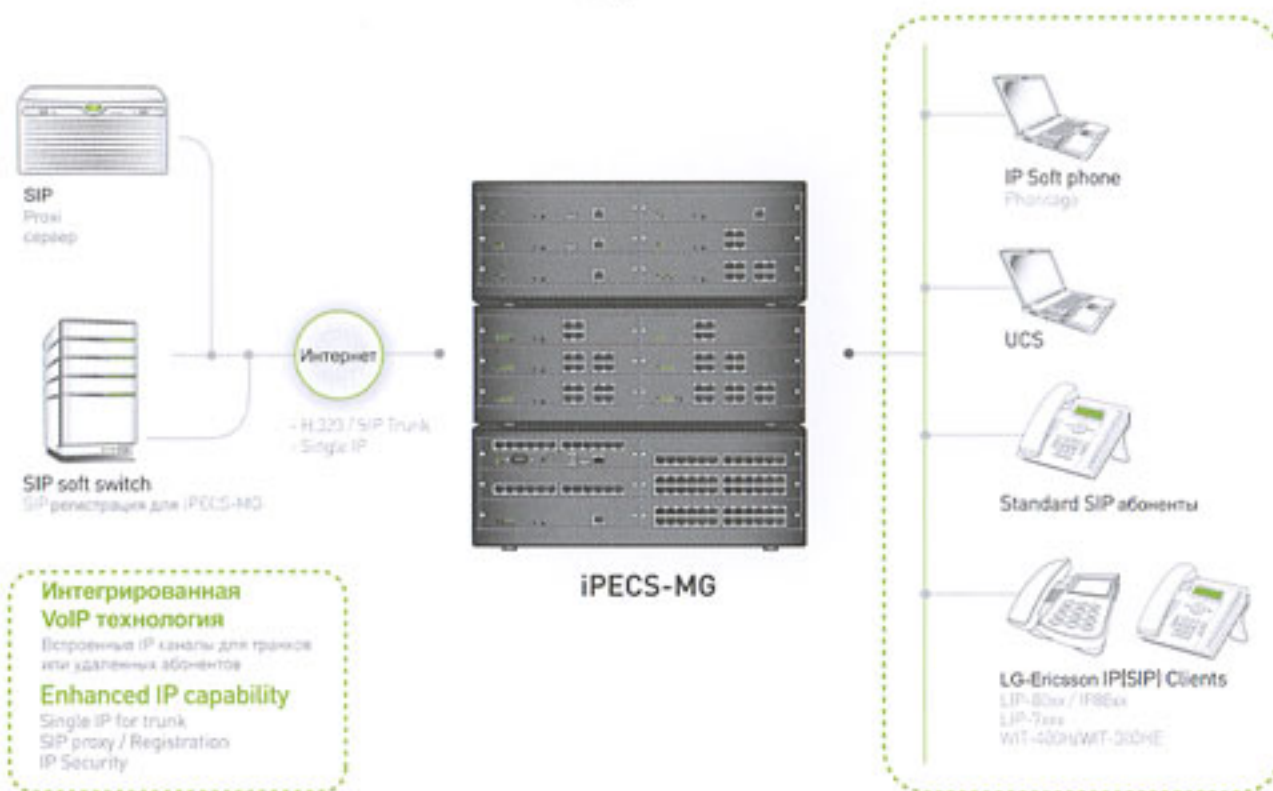 SIP
Proxi
сервер
SIP soft switch
SIP регистрация для iPECS-MG
Интернет
- H.323 / SIP Trunk
- Single IP
iPECS-MG
IP Soft phone
Phontage
UCS
Standard SIP абоненты
LG-Ericsson IP|SIP| Clients
LIP-80xx / IP88xx
LIP-7xxx
WIT-400H/WIT-300HE
Интегрированная
VoIP технология
Встроенные IP каналы для транков
или удаленных абонентов
Enhanced IP capability
Single IP for trunk
SIP proxy / Registration
IP Security